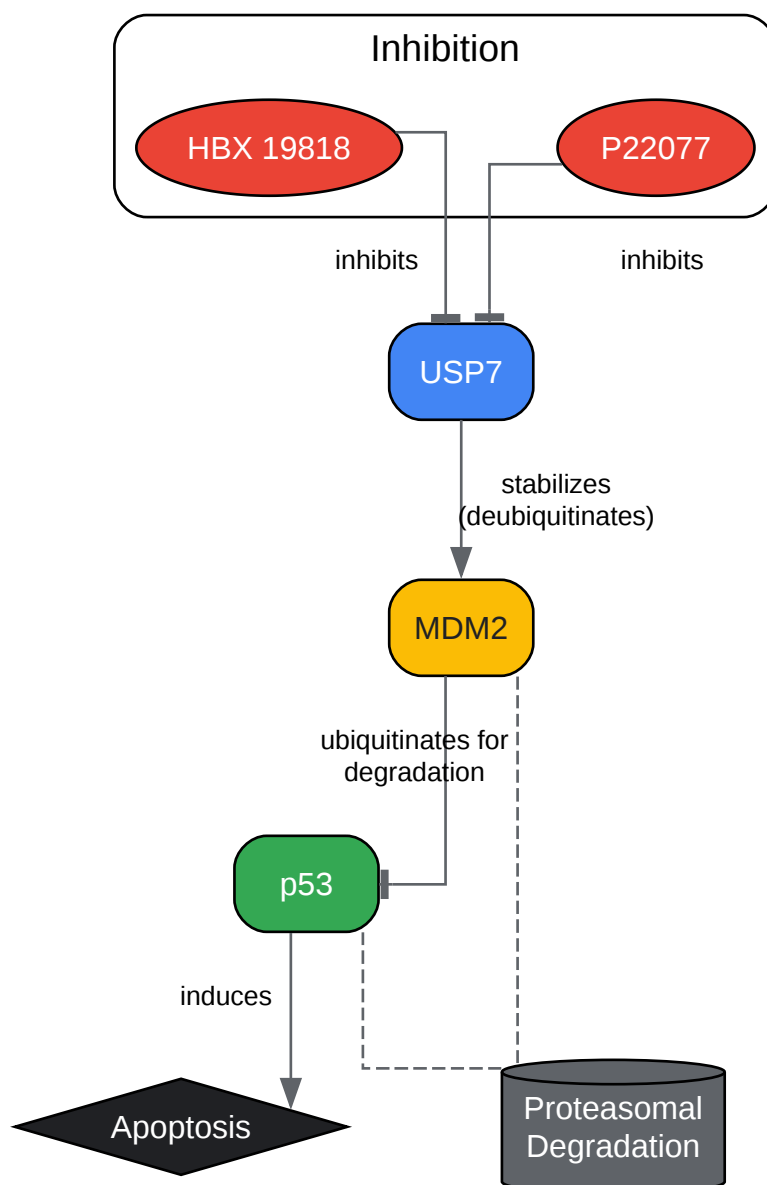 Inhibition
HBX 19818
P22077
inhibits
inhibits
USP7
stabilizes
(deubiquitinates)
MDM2
ubiquitinates for
degradation
p53
induces
Apoptosis
Proteasomal
Degradation